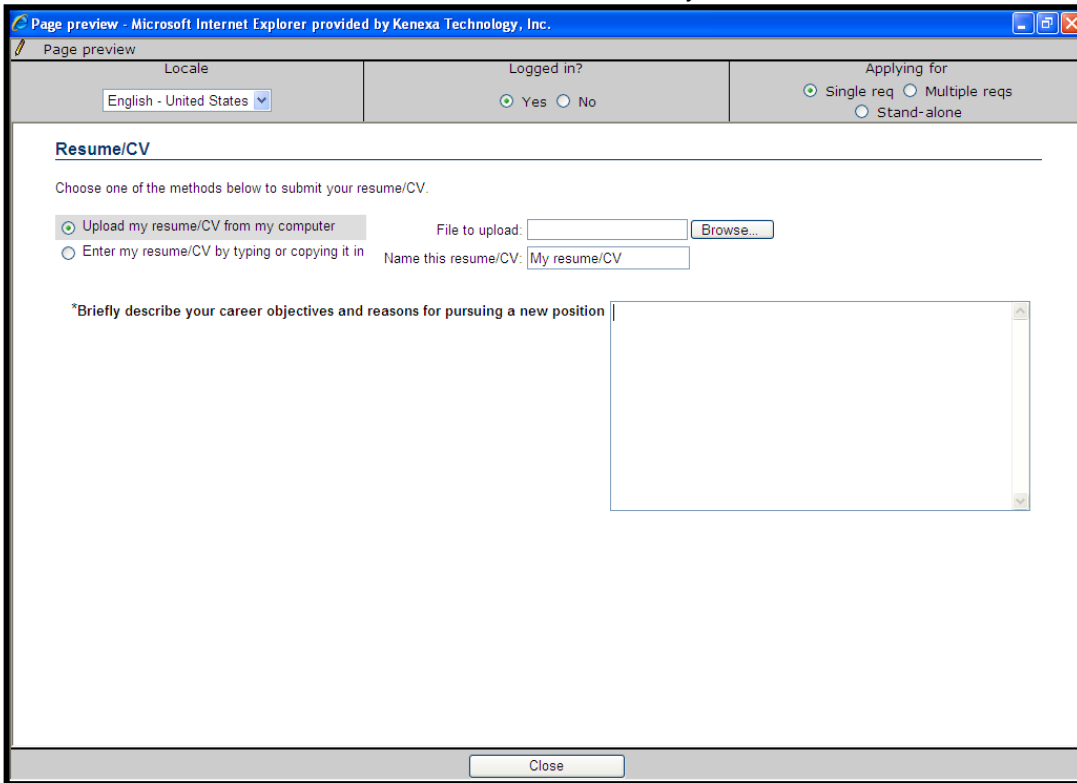 Page preview - Microsoft Internet Explorer provided by Kenexa Technology, Inc.
Page preview
Locale
English - United States
Logged in?
Yes No
Applying for
Single req Multiple reqs
Stand-alone
Resume/CV
Choose one of the methods below to submit your resume/CV.
Upload my resume/CV from my computer
Enter my resume/CV by typing or copying it in
File to upload: Browse...
Name this resume/CV: My resume/CV
*Briefly describe your career objectives and reasons for pursuing a new position
Close